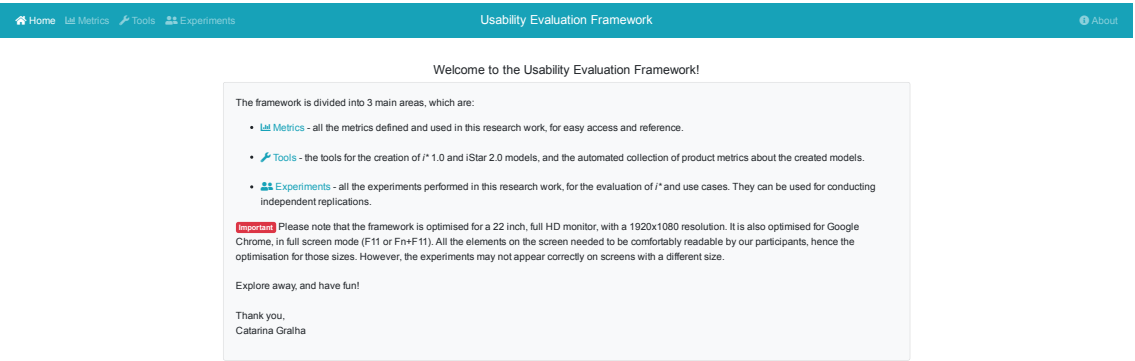 Home Metrics Tools Experiments Usability Evaluation Framework About
Welcome to the Usability Evaluation Framework!
The framework is divided into 3 main areas, which are:
• Metrics - all the metrics defined and used in this research work, for easy access and reference.
• Tools - the tools for the creation of i* 1.0 and iStar 2.0 models, and the automated collection of product metrics about the created models.
• Experiments - all the experiments performed in this research work, for the evaluation of i* and use cases. They can be used for conducting
independent replications.
Important Please note that the framework is optimised for a 22 inch, full HD monitor, with a 1920x1080 resolution. It is also optimised for Google
Chrome, in full screen mode (F11 or Fn+F11). All the elements on the screen needed to be comfortably readable by our participants, hence the
optimisation for those sizes. However, the experiments may not appear correctly on screens with a different size.
Explore away, and have fun!
Thank you,
Catarina Gralha